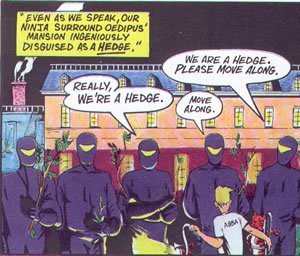 "EVEN AS WE SPEAK, OUR
NINJA SURROUND OEDIPUS'
MANSION INGENIOUSLY
DISGUISED AS A HEDGE."
REALLY,
WE'RE A HEDGE.
MOVE
ALONG.
WE ARE A HEDGE.
PLEASE MOVE ALONG.
ABBA